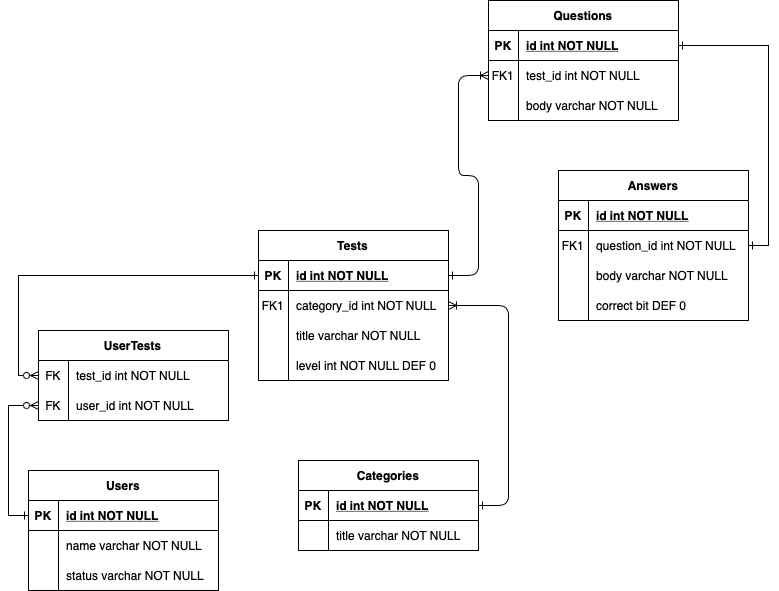 Questions
PK id int NOT NULL
FK1 test_id int NOT NULL
body varchar NOT NULL
Answers
PK id int NOT NULL
FK1 question_id int NOT NULL
body varchar NOT NULL
correct bit DEF 0
Tests
PK id int NOT NULL
FK1 category_id int NOT NULL
title varchar NOT NULL
level int NOT NULL DEF 0
UserTests
FK test_id int NOT NULL
FK user_id int NOT NULL
Users
PK id int NOT NULL
name varchar NOT NULL
status varchar NOT NULL
Categories
PK id int NOT NULL
title varchar NOT NULL